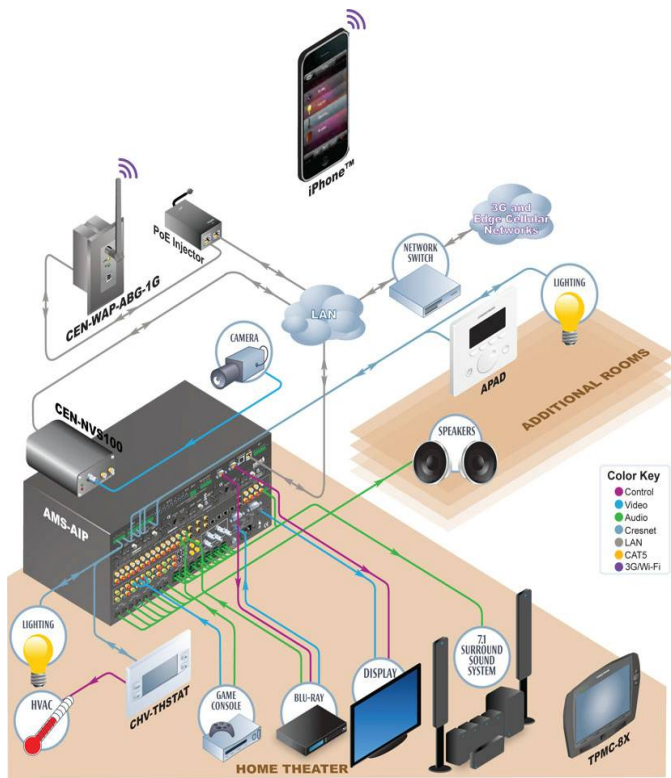 iPhone™
PoE Injector
CEN-WAP-ABG-1G
3G and
Edge Cellular
Networks
NETWORK
SWITCH
LAN
LIGHTING
CAMERA
APAD
CEN-NVS100
ADDITIONAL ROOMS
SPEAKERS
AMS-AIP
Color Key
Control
Video
Audio
Cresnet
LAN
CAT5
3G/Wi-Fi
LIGHTING
HVAC
CHV-THSTAT
GAME
CONSOLE
BLU-RAY
DISPLAY
7.1
SURROUND
SOUND
SYSTEM
TPMC-8X
HOME THEATER